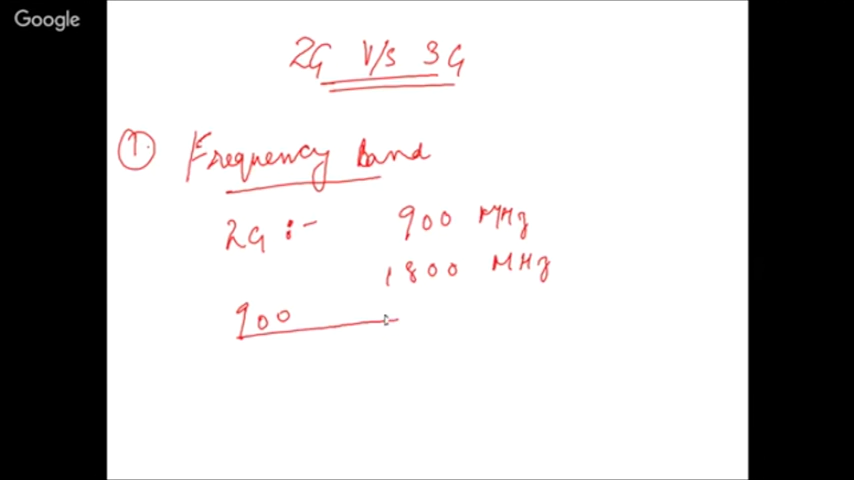 Google
2G V/S 3G
1. Frequency Band
2G :- 900 MHz
1800 MHz
900